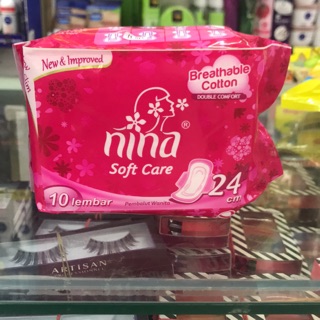 New & Improved
Breathable
Cotton
DOUBLE COMFORT
nina®
Soft Care
10 lembar
Pembalut Wanita
24
cm
ARTISAN